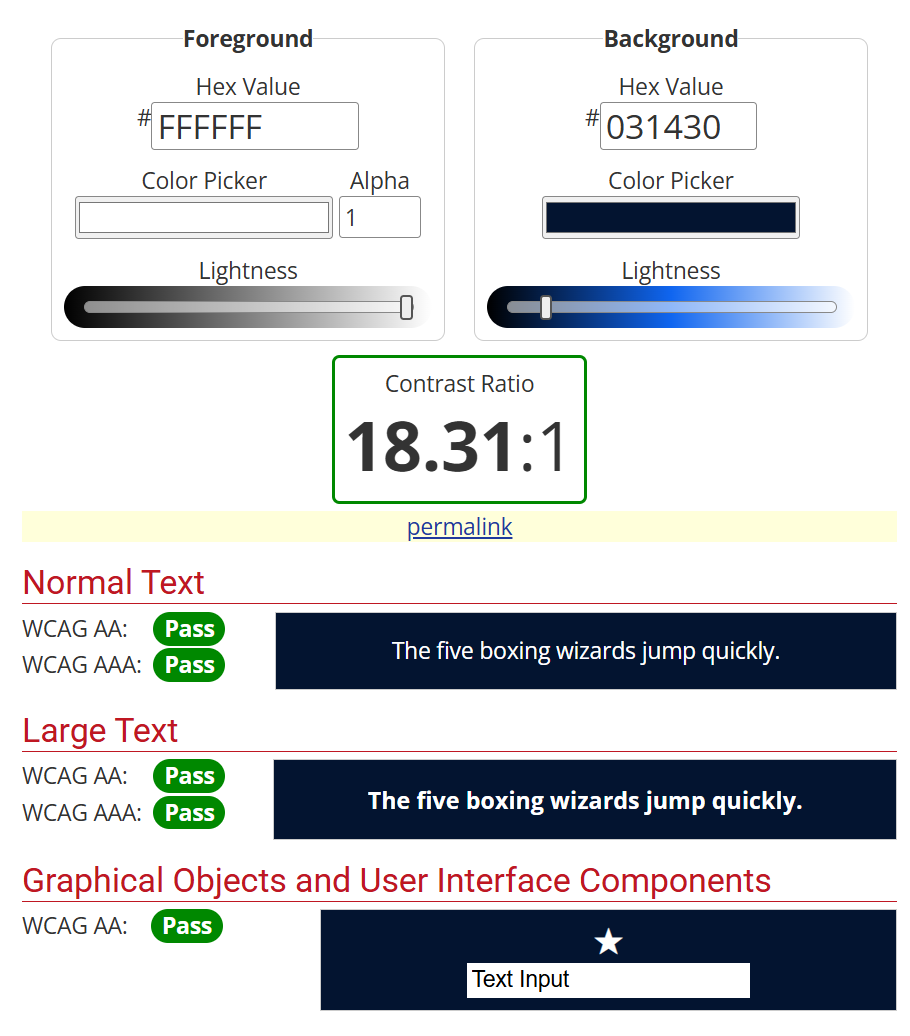 Foreground
Hex Value
# FFFFFF
Color Picker Alpha
1
Lightness
Background
Hex Value
# 031430
Color Picker
Lightness
Contrast Ratio
18.31:1
permalink
Normal Text
WCAG AA: Pass
WCAG AAA: Pass
The five boxing wizards jump quickly.
Large Text
WCAG AA: Pass
WCAG AAA: Pass
The five boxing wizards jump quickly.
Graphical Objects and User Interface Components
WCAG AA: Pass
Text Input